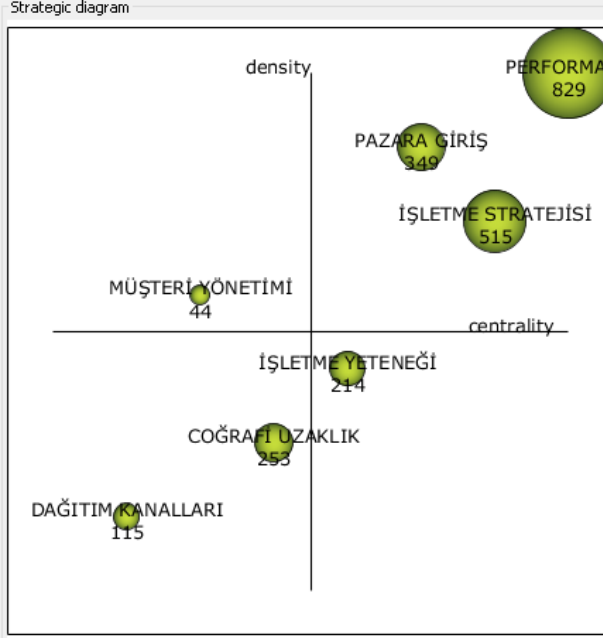 Strategic diagram
density
PERFORMA
829
PAZARA GİRİŞ
349
İŞLETME STRATEJİSİ
515
MÜŞTERİ YÖNETİMİ
44
centrality
İŞLETME YETENEĞİ
214
COĞRAFİ UZAKLIK
253
DAĞITIM KANALLARI
115